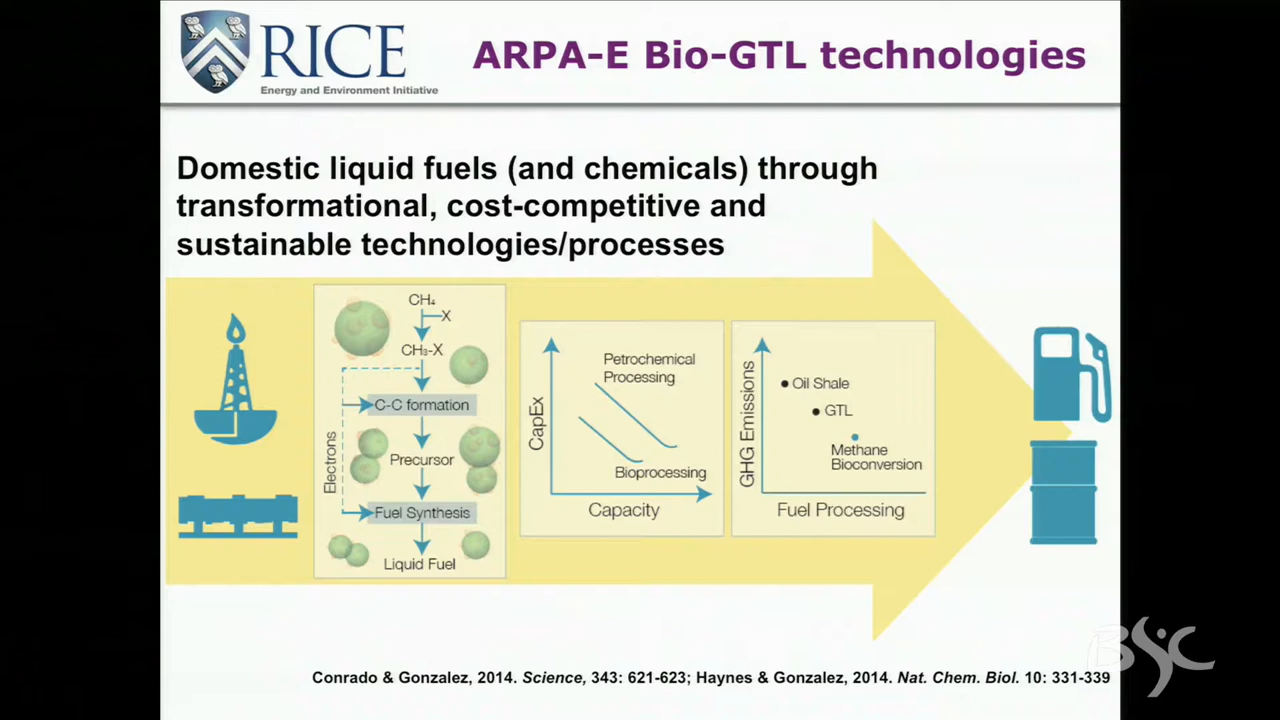 RICE
Energy and Environment Initiative
ARPA-E Bio-GTL technologies
Domestic liquid fuels (and chemicals) through
transformational, cost-competitive and
sustainable technologies/processes
CH₄
X
CH₃-X
C-C formation
Electrons
Precursor
Fuel Synthesis
Liquid Fuel
CapEx
Petrochemical
Processing
Bioprocessing
Capacity
GHG Emissions
Oil Shale
GTL
Methane
Bioconversion
Fuel Processing
BSC
Conrado & Gonzalez, 2014. Science, 343: 621-623; Haynes & Gonzalez, 2014. Nat. Chem. Biol. 10: 331-339